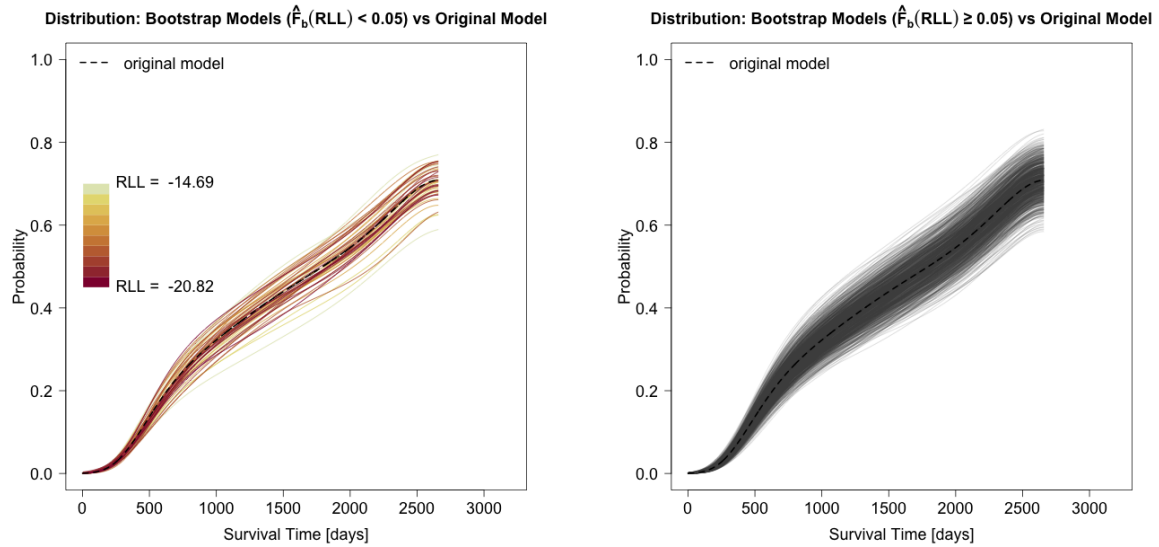 Distribution: Bootstrap Models (F̂b(RLL) < 0.05) vs Original Model
original model
RLL = -14.69
RLL = -20.82
Probability
1.0
0.8
0.6
0.4
0.2
0.0
0 500 1000 1500 2000 2500 3000
Survival Time [days]
Distribution: Bootstrap Models (F̂b(RLL) ≥ 0.05) vs Original Model
original model
Probability
1.0
0.8
0.6
0.4
0.2
0.0
0 500 1000 1500 2000 2500 3000
Survival Time [days]